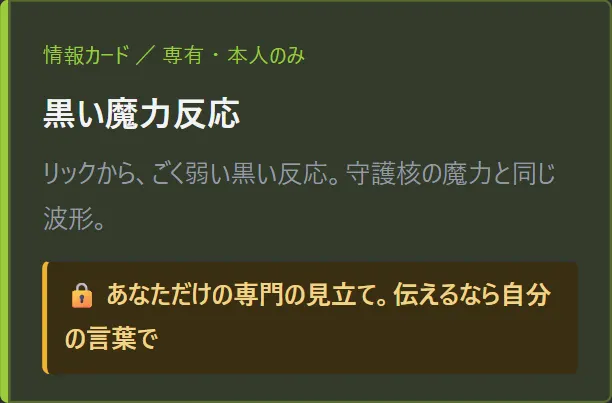 情報カード ／ 専有・本人のみ
黒い魔力反応
リックから、ごく弱い黒い反応。守護核の魔力と同じ
波形。
🔒 あなただけの専門の見立て。伝えるなら自分
の言葉で